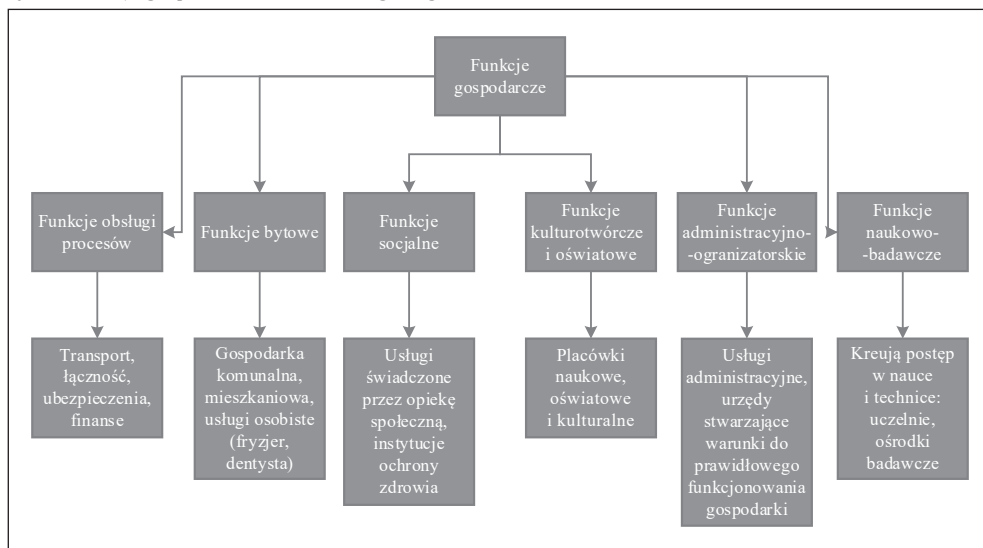 Funkcje
gospodarcze
Funkcje obsługi
procesów
Funkcje bytowe
Funkcje
socjalne
Funkcje
kulturotwórcze
i oświatowe
Funkcje
administracyjno-
-ogranizatorskie
Funkcje
naukowo-
-badawcze
Transport,
łączność,
ubezpieczenia,
finanse
Gospodarka
komunalna,
mieszkaniowa,
usługi osobiste
(fryzjer,
dentysta)
Usługi
świadczone
przez opiekę
społeczną,
instytucje
ochrony
zdrowia
Placówki
naukowe,
oświatowe
i kulturalne
Usługi
administracyjne,
urzędy
stwarzające
warunki do
prawidłowego
funkcjonowania
gospodarki
Kreują postęp
w nauce
i technice:
uczelnie,
ośrodki
badawcze